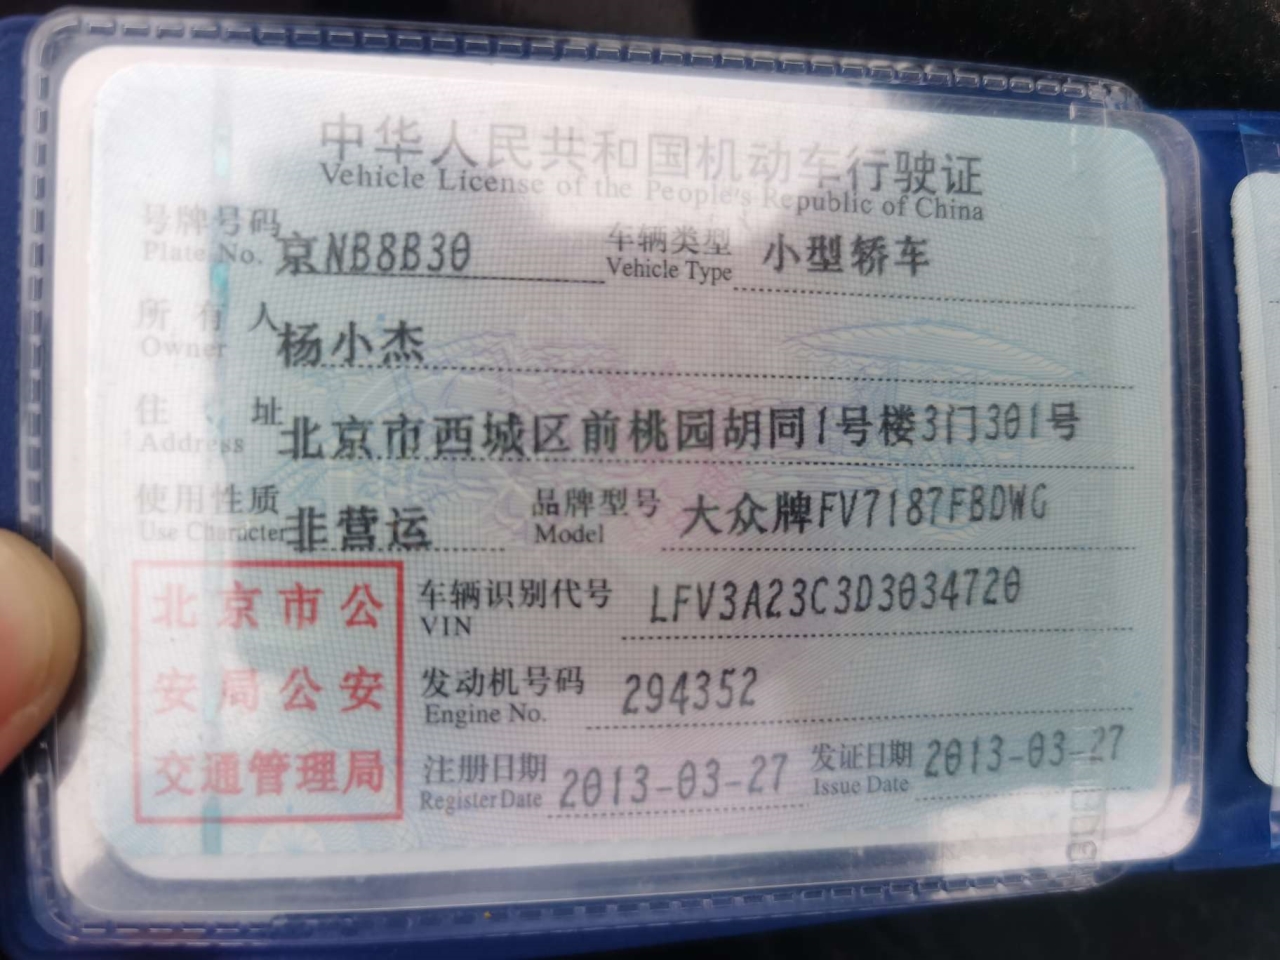 中华人民共和国机动车行驶证
Vehicle License of the People's Republic of China
号牌号码 京NB8B30 车辆类型 小型轿车
Plate No. Vehicle Type
所有人 杨小杰
Owner
住址 北京市西城区前桃园胡同1号楼3门301号
Address
使用性质 非营运 品牌型号 大众牌FV7187FBDWG
Use Character Model
北京市公
安局公安
交通管理局
车辆识别代号 LFV3A23C3D3034720
VIN
发动机号码 294352
Engine No.
注册日期 2013-03-27 发证日期 2013-03-27
Register Date Issue Date